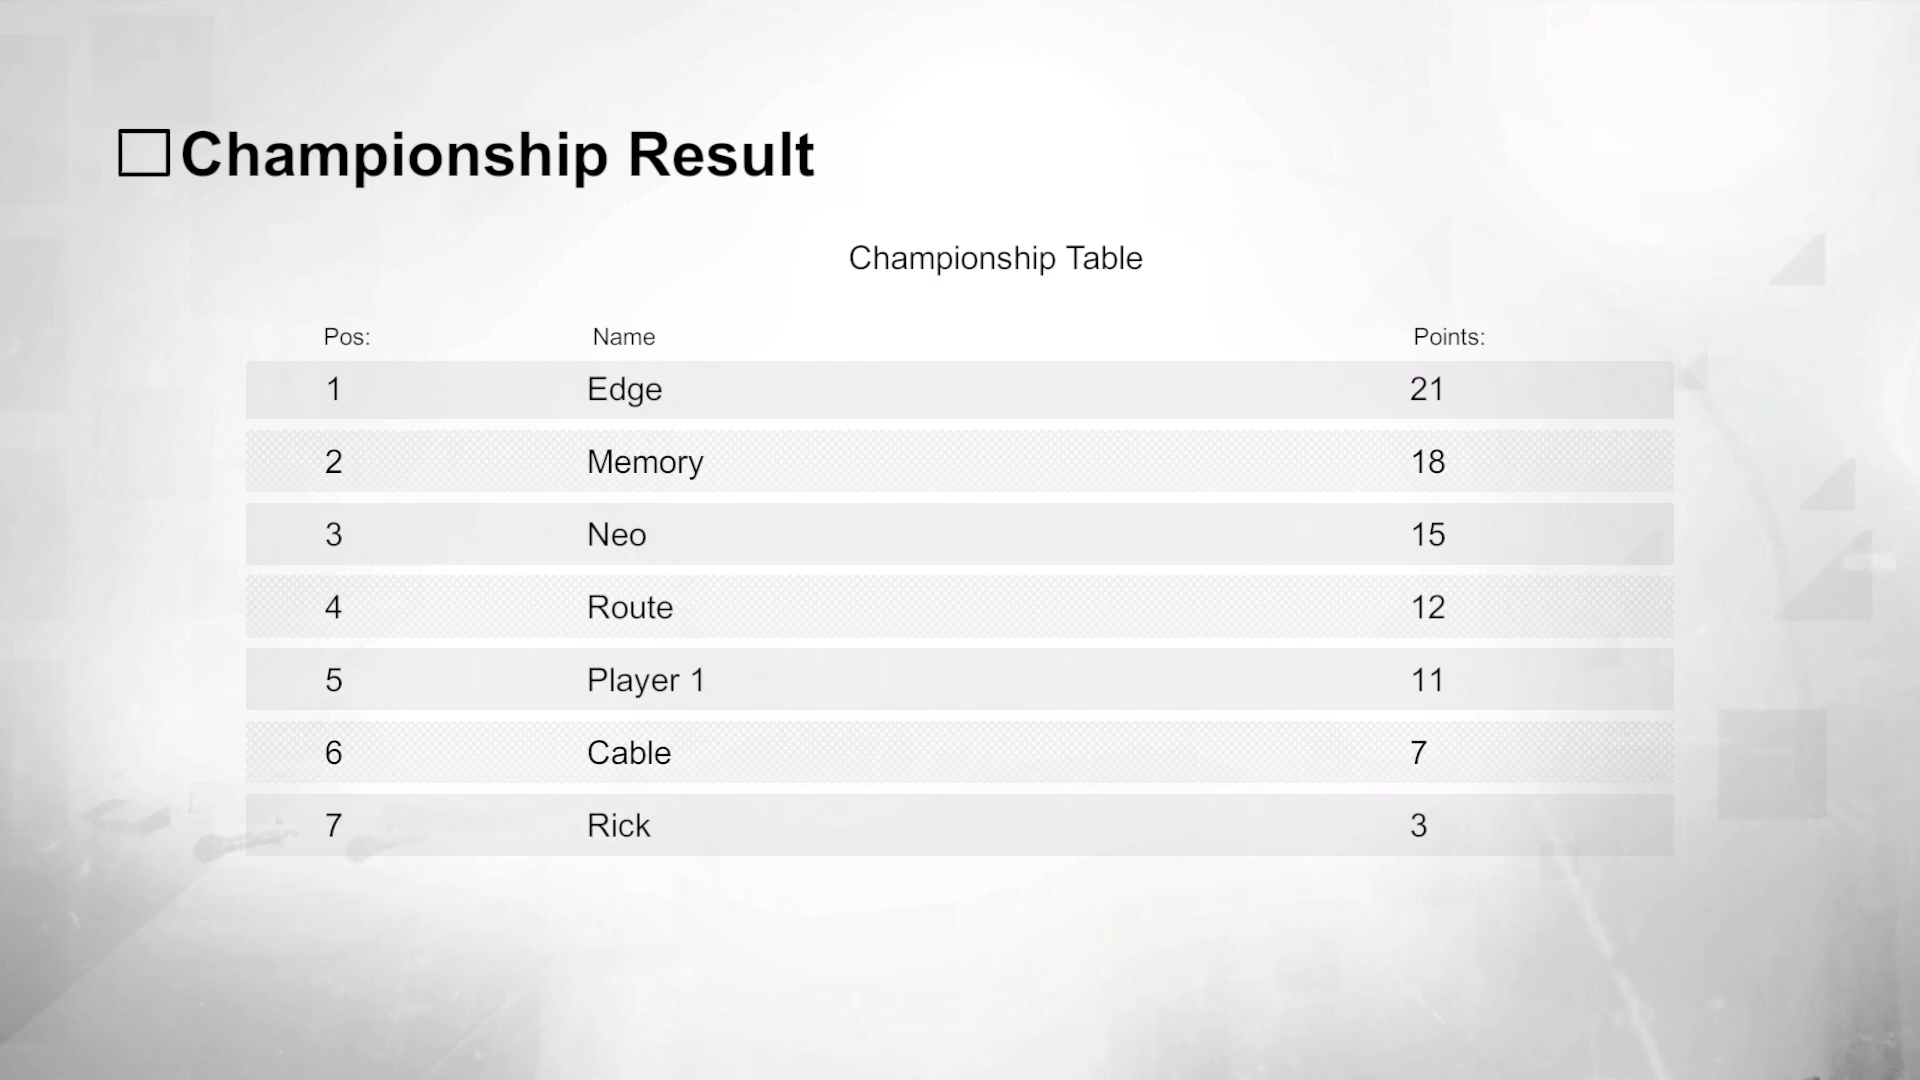 Championship Result
Championship Table
Pos: Name Points:
1 Edge 21
2 Memory 18
3 Neo 15
4 Route 12
5 Player 1 11
6 Cable 7
7 Rick 3